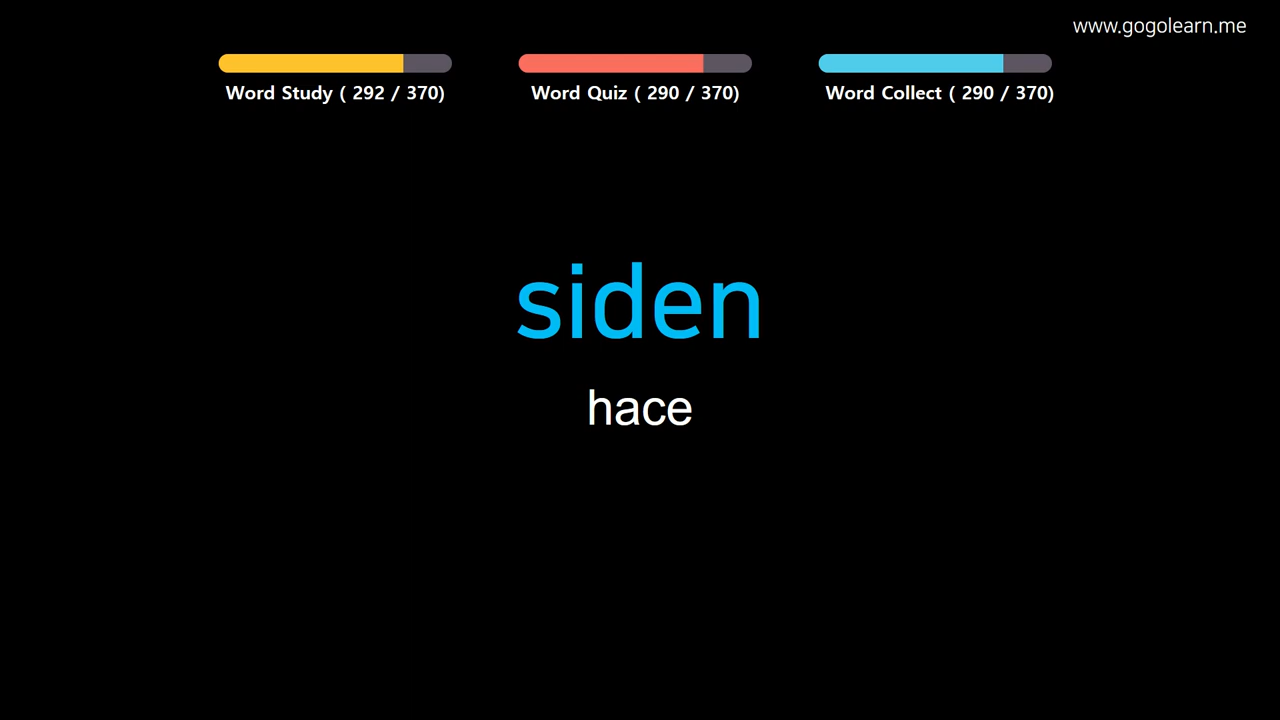 www.gogolearn.me
Word Study ( 292 / 370)
Word Quiz ( 290 / 370)
Word Collect ( 290 / 370)
siden
hace